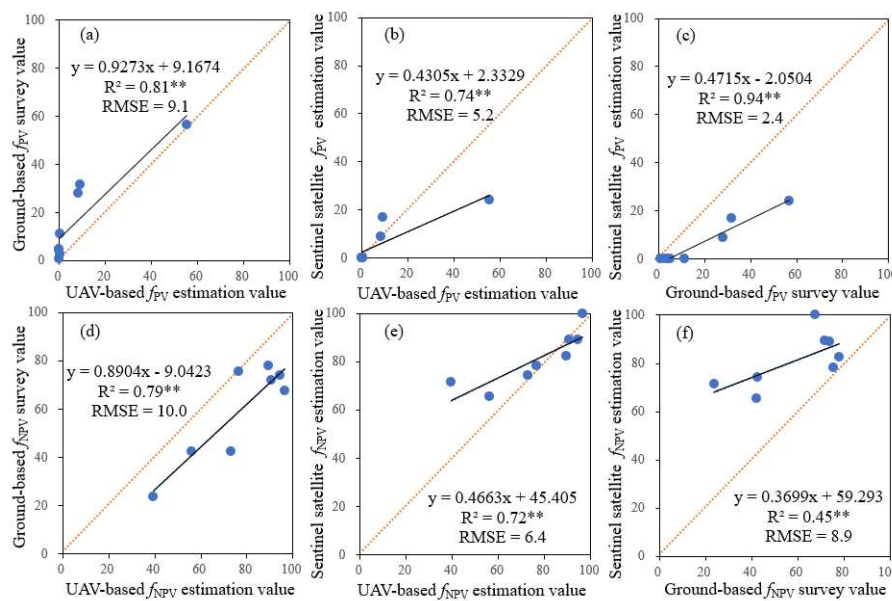 (a)
y = 0.9273x + 9.1674
R² = 0.81**
RMSE = 9.1
Ground-based fPV survey value
100
80
60
40
20
0
0 20 40 60 80 100
UAV-based fPV estimation value
(b)
y = 0.4305x + 2.3329
R² = 0.74**
RMSE = 5.2
Sentinel satellite fPV estimation value
100
80
60
40
20
0
0 20 40 60 80 100
UAV-based fPV estimation value
(c)
y = 0.4715x - 2.0504
R² = 0.94**
RMSE = 2.4
Sentinel satellite fPV estimation value
100
80
60
40
20
0
0 20 40 60 80 100
Ground-based fPV survey value
(d)
y = 0.8904x - 9.0423
R² = 0.79**
RMSE = 10.0
Ground-based fNPV survey value
100
80
60
40
20
0
0 20 40 60 80 100
UAV-based fNPV estimation value
(e)
y = 0.4663x + 45.405
R² = 0.72**
RMSE = 6.4
Sentinel satellite fNPV estimation value
100
80
60
40
20
0
0 20 40 60 80 100
UAV-based fNPV estimation value
(f)
y = 0.3699x + 59.293
R² = 0.45**
RMSE = 8.9
Sentinel satellite fNPV estimation value
100
80
60
40
20
0
0 20 40 60 80 100
Ground-based fNPV survey value